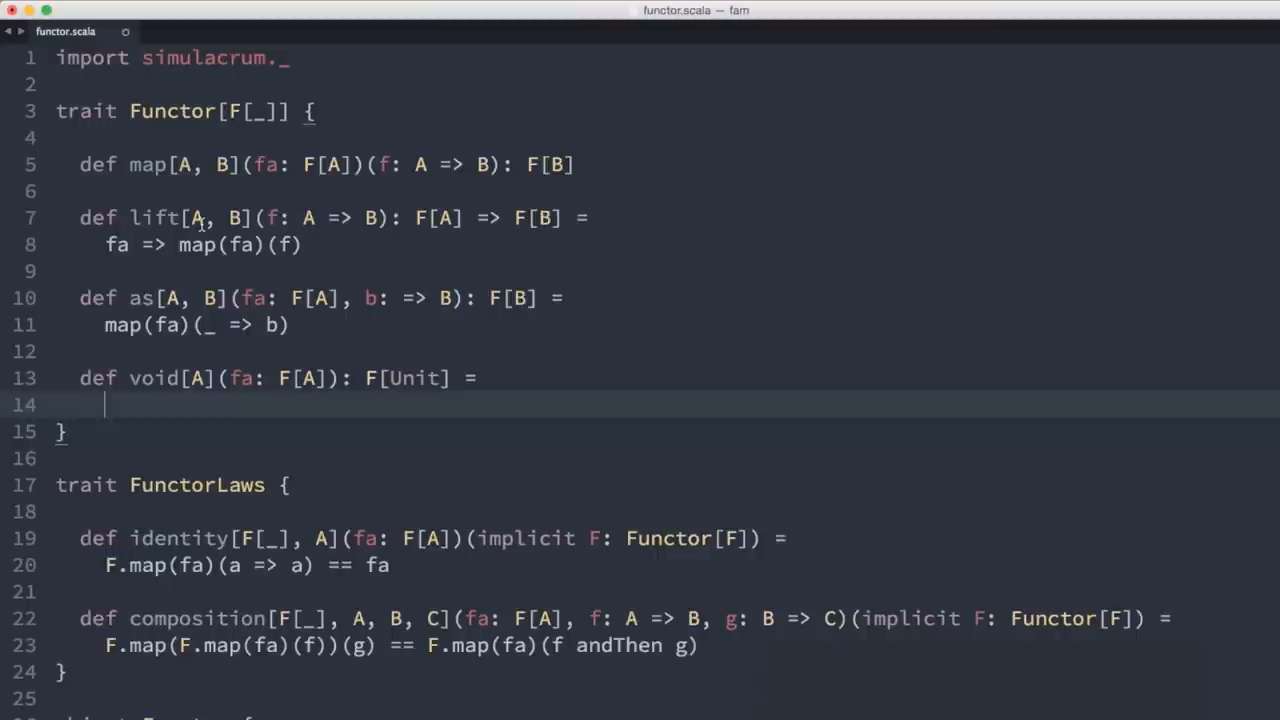 functor.scala — fam
functor.scala
1 import simulacrum._
2
3 trait Functor[F[_]] {
4
5   def map[A, B](fa: F[A])(f: A => B): F[B]
6
7   def lift[A, B](f: A => B): F[A] => F[B] =
8     fa => map(fa)(f)
9
10   def as[A, B](fa: F[A], b: => B): F[B] =
11     map(fa)(_ => b)
12
13   def void[A](fa: F[A]): F[Unit] =
14
15 }
16
17 trait FunctorLaws {
18
19   def identity[F[_], A](fa: F[A])(implicit F: Functor[F]) =
20     F.map(fa)(a => a) == fa
21
22   def composition[F[_], A, B, C](fa: F[A], f: A => B, g: B => C)(implicit F: Functor[F]) =
23     F.map(F.map(fa)(f))(g) == F.map(fa)(f andThen g)
24 }
25